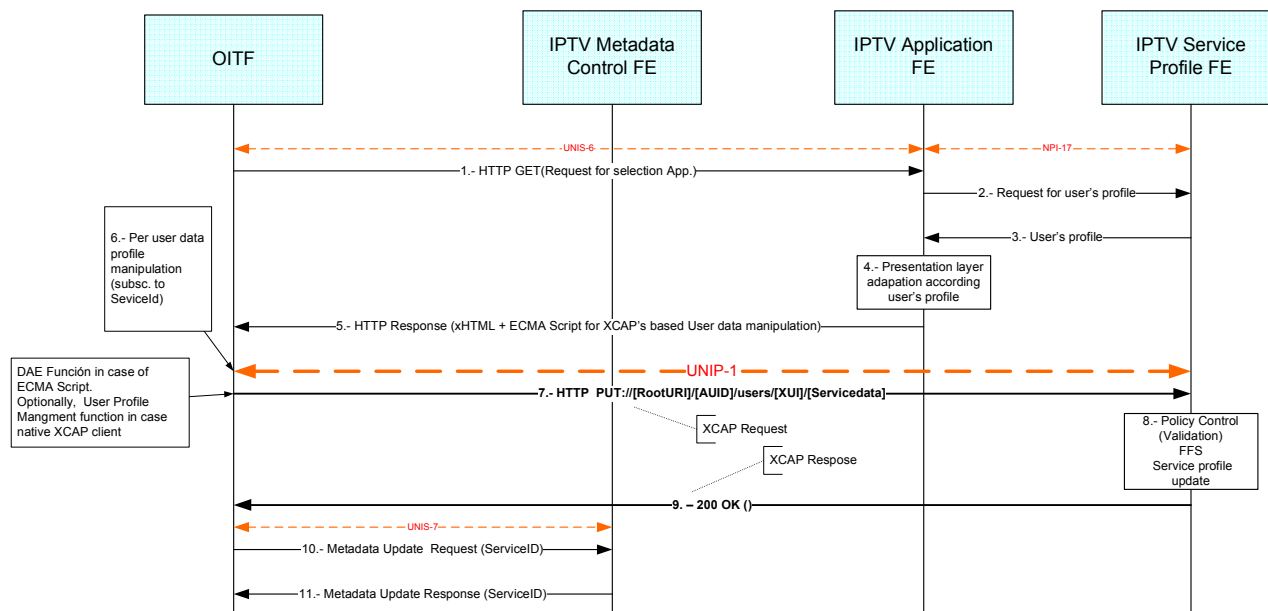 OITF
IPTV Metadata
Control FE
IPTV Application
FE
IPTV Service
Profile FE
UNIS-6
NPI-17
1.- HTTP GET(Request for selection App.)
2.- Request for user's profile
3.- User's profile
6.- Per user data
profile
manipulation
(subsc. to
SeviceId)
4.- Presentation layer
adapation according
user's profile
5.- HTTP Response (xHTML + ECMA Script for XCAP's based User data manipulation)
UNIP-1
DAE Función in case of
ECMA Script.
Optionally, User Profile
Mangment function in case
native XCAP client
7.- HTTP PUT://[RootURI]/[AUID]/users/[XUI]/[Servicedata]
XCAP Request
8.- Policy Control
(Validation)
FFS
Service profile
update
XCAP Respose
9. – 200 OK ()
UNIS-7
10.- Metadata Update Request (ServiceID)
11.- Metadata Update Response (ServiceID)